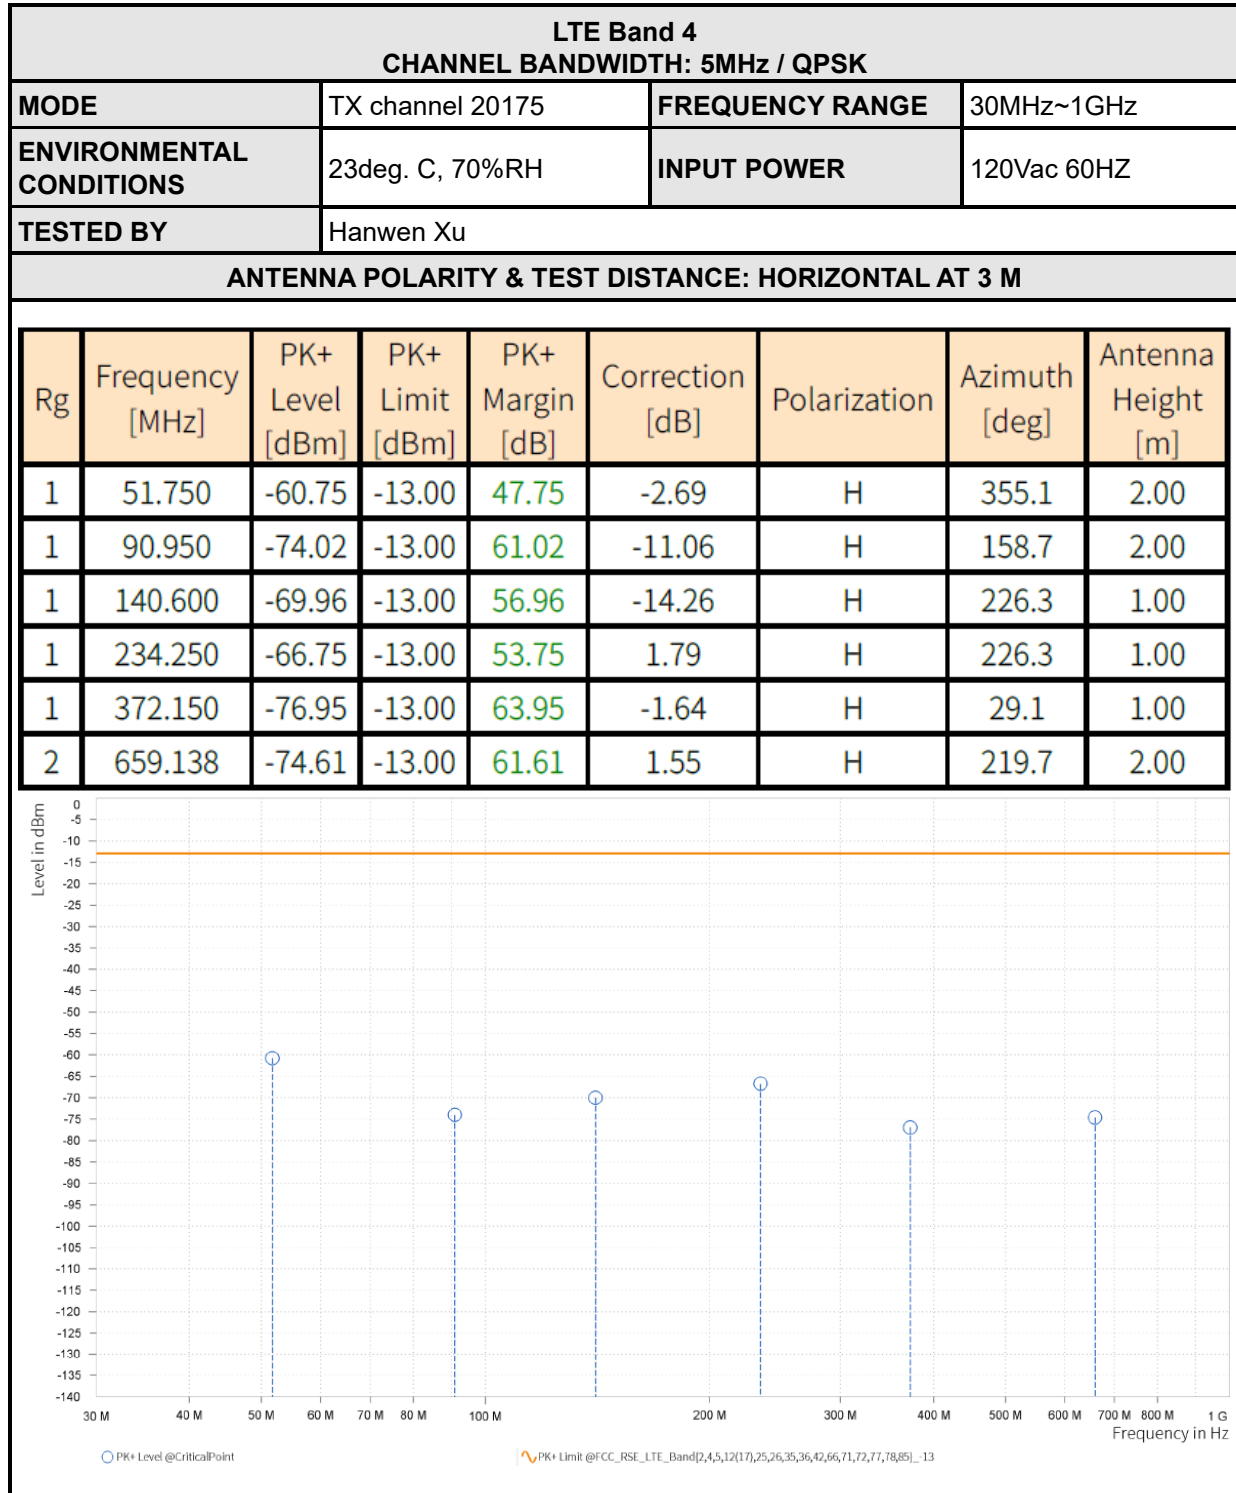 LTE Band 4
CHANNEL BANDWIDTH: 5MHz / QPSK
MODE TX channel 20175 FREQUENCY RANGE 30MHz~1GHz
ENVIRONMENTAL CONDITIONS 23deg. C, 70%RH INPUT POWER 120Vac 60HZ
TESTED BY Hanwen Xu
ANTENNA POLARITY & TEST DISTANCE: HORIZONTAL AT 3 M
Rg Frequency [MHz] PK+ Level [dBm] PK+ Limit [dBm] PK+ Margin [dB] Correction [dB] Polarization Azimuth [deg] Antenna Height [m]
1 51.750 -60.75 -13.00 47.75 -2.69 H 355.1 2.00
1 90.950 -74.02 -13.00 61.02 -11.06 H 158.7 2.00
1 140.600 -69.96 -13.00 56.96 -14.26 H 226.3 1.00
1 234.250 -66.75 -13.00 53.75 1.79 H 226.3 1.00
1 372.150 -76.95 -13.00 63.95 -1.64 H 29.1 1.00
2 659.138 -74.61 -13.00 61.61 1.55 H 219.7 2.00
Level in dBm
0
-5
-10
-15
-20
-25
-30
-35
-40
-45
-50
-55
-60
-65
-70
-75
-80
-85
-90
-95
-100
-105
-110
-115
-120
-125
-130
-135
-140
30 M 40 M 50 M 60 M 70 M 80 M 100 M 200 M 300 M 400 M 500 M 600 M 700 M 800 M 1 G
Frequency in Hz
PK+ Level @CriticalPoint PK+ Limit @FCC_RSE_LTE_Band[2,4,5,12(17),25,26,35,36,42,66,71,72,77,78,85]_-13